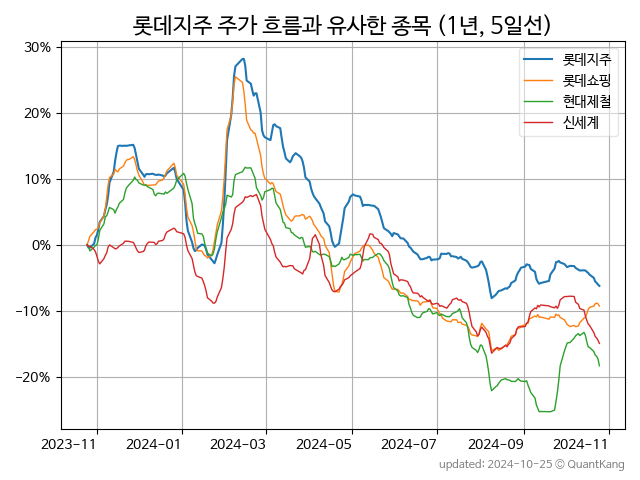 롯데지주 주가 흐름과 유사한 종목 (1년, 5일선)
30%
20%
10%
0%
−10%
−20%
롯데지주
롯데쇼핑
현대제철
신세계
2023-11 2024-01 2024-03 2024-05 2024-07 2024-09 2024-11
updated: 2024-10-25 © QuantKang